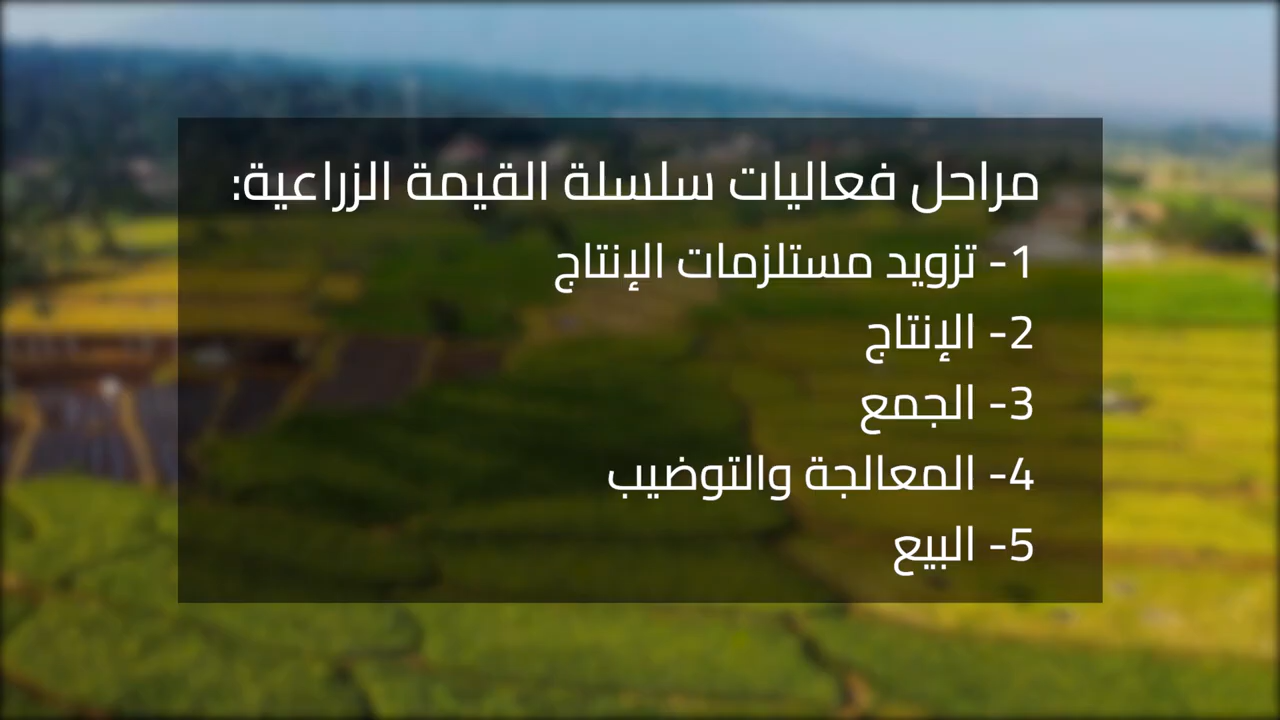 مراحل فعاليات سلسلة القيمة الزراعية:
1- تزويد مستلزمات الإنتاج
2- الإنتاج
3- الجمع
4- المعالجة والتوضيب
5- البيع